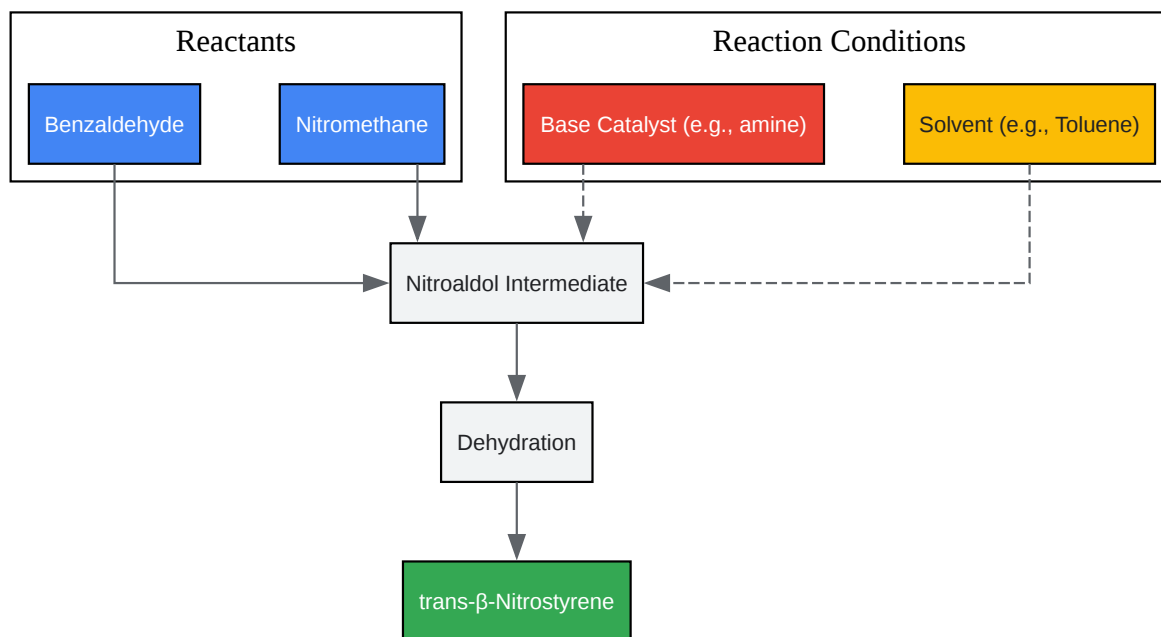 Reactants
Reaction Conditions
Benzaldehyde
Nitromethane
Base Catalyst (e.g., amine)
Solvent (e.g., Toluene)
Nitroaldol Intermediate
Dehydration
trans-β-Nitrostyrene